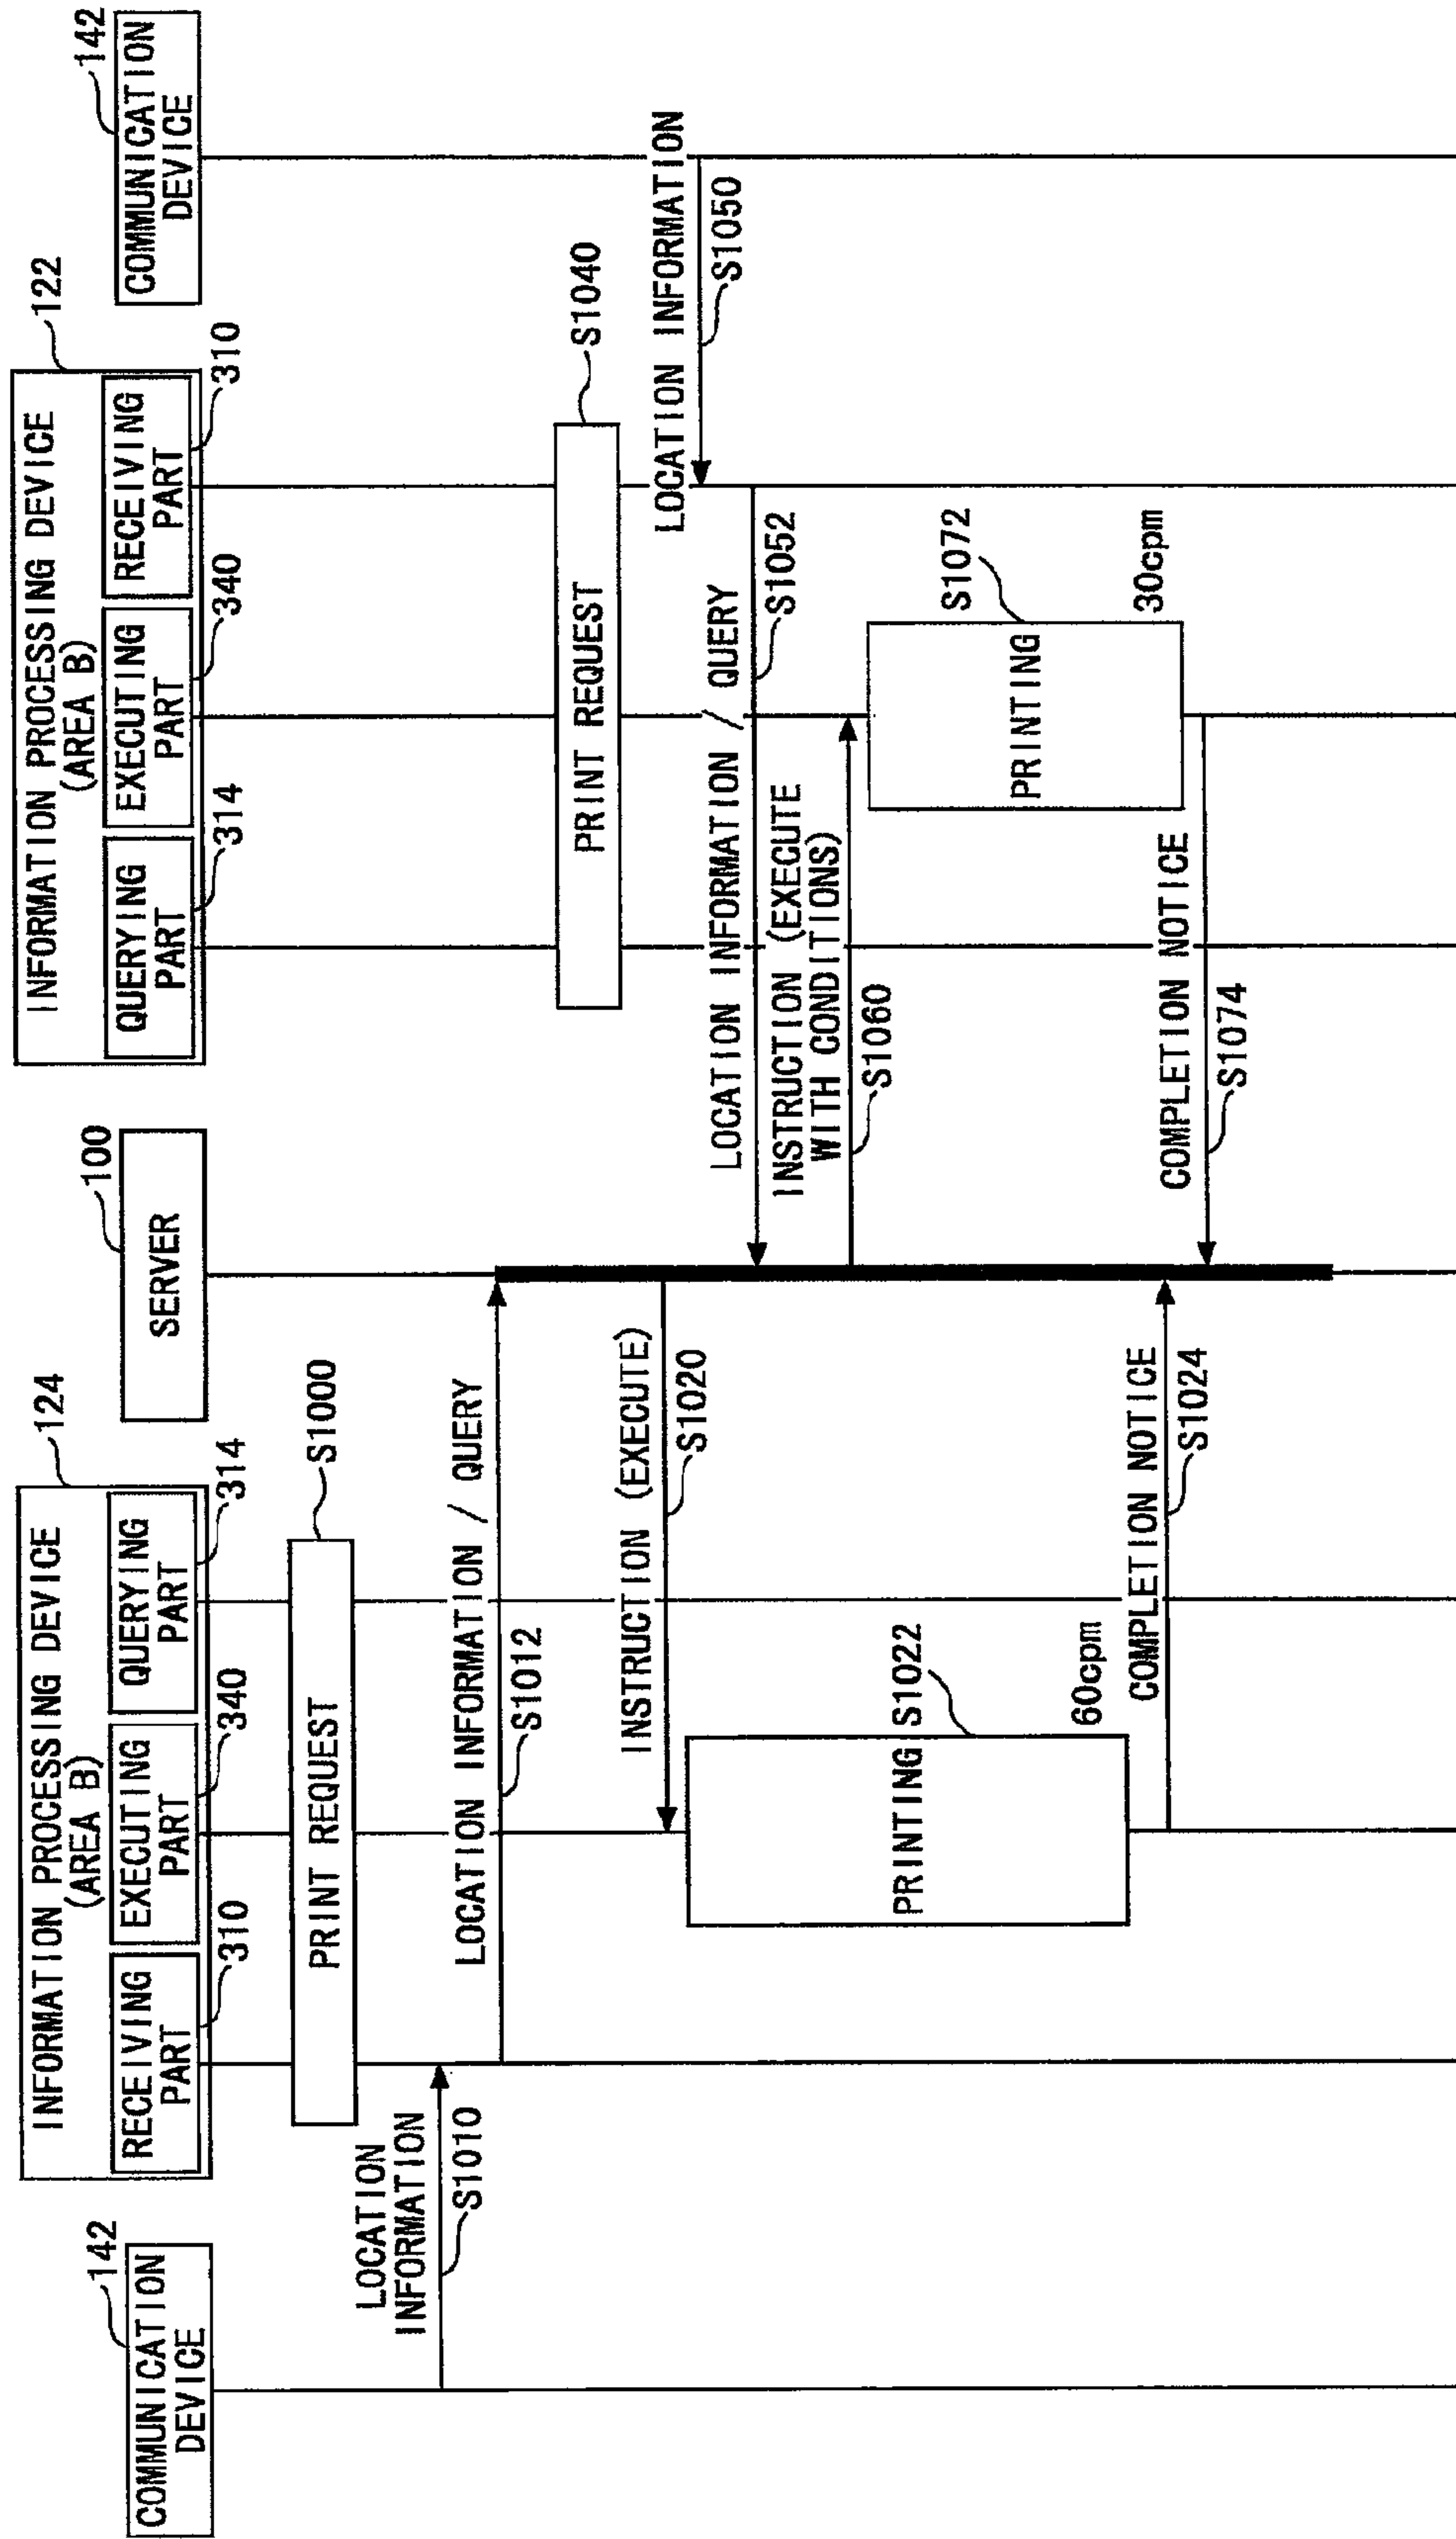 COMMUNICATION
DEVICE
142
INFORMATION PROCESSING DEVICE
(AREA B)
124
RECEIVING
PART
310
EXECUTING
PART
340
QUERYING
PART
314
SERVER
100
INFORMATION PROCESSING DEVICE
(AREA B)
122
QUERYING
PART
314
EXECUTING
PART
340
RECEIVING
PART
310
COMMUNICATION
DEVICE
142
PRINT REQUEST
S1000
LOCATION
INFORMATION
S1010
LOCATION INFORMATION / QUERY
S1012
PRINT REQUEST
S1040
INSTRUCTION (EXECUTE)
S1020
LOCATION INFORMATION
S1050
LOCATION INFORMATION / QUERY
S1052
INSTRUCTION (EXECUTE
WITH CONDITIONS)
S1060
PRINTING
S1022
60cpm
PRINTING
S1072
30cpm
COMPLETION NOTICE
S1024
COMPLETION NOTICE
S1074